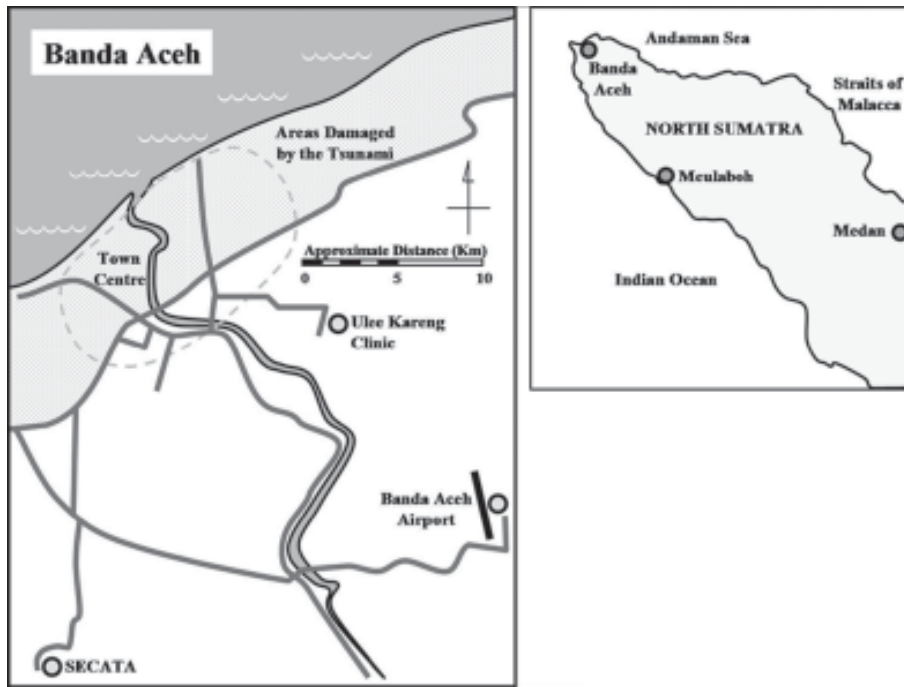 Banda Aceh
Areas Damaged
by the Tsunami
Approximate Distance (Km)
0 5 10
Town
Centre
Ulee Kareng
Clinic
Banda Aceh
Airport
SECATA
Andaman Sea
Banda
Aceh
Straits of
Malacca
NORTH SUMATRA
Meulaboh
Medan
Indian Ocean